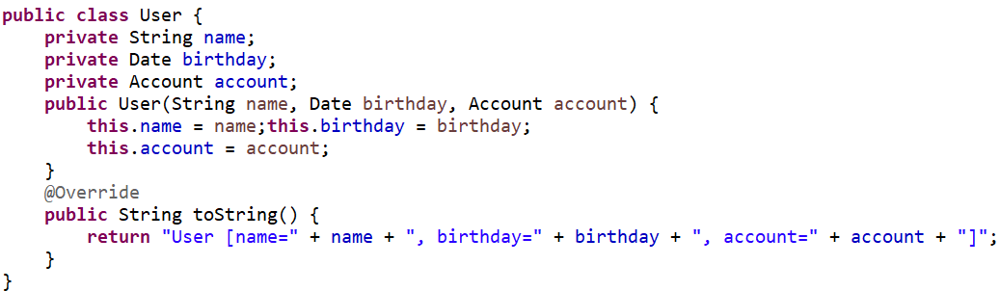 public class User {
    private String name;
    private Date birthday;
    private Account account;
    public User(String name, Date birthday, Account account) {
        this.name = name;this.birthday = birthday;
        this.account = account;
    }
    @Override
    public String toString() {
        return "User [name=" + name + ", birthday=" + birthday + ", account=" + account + "]";
    }
}